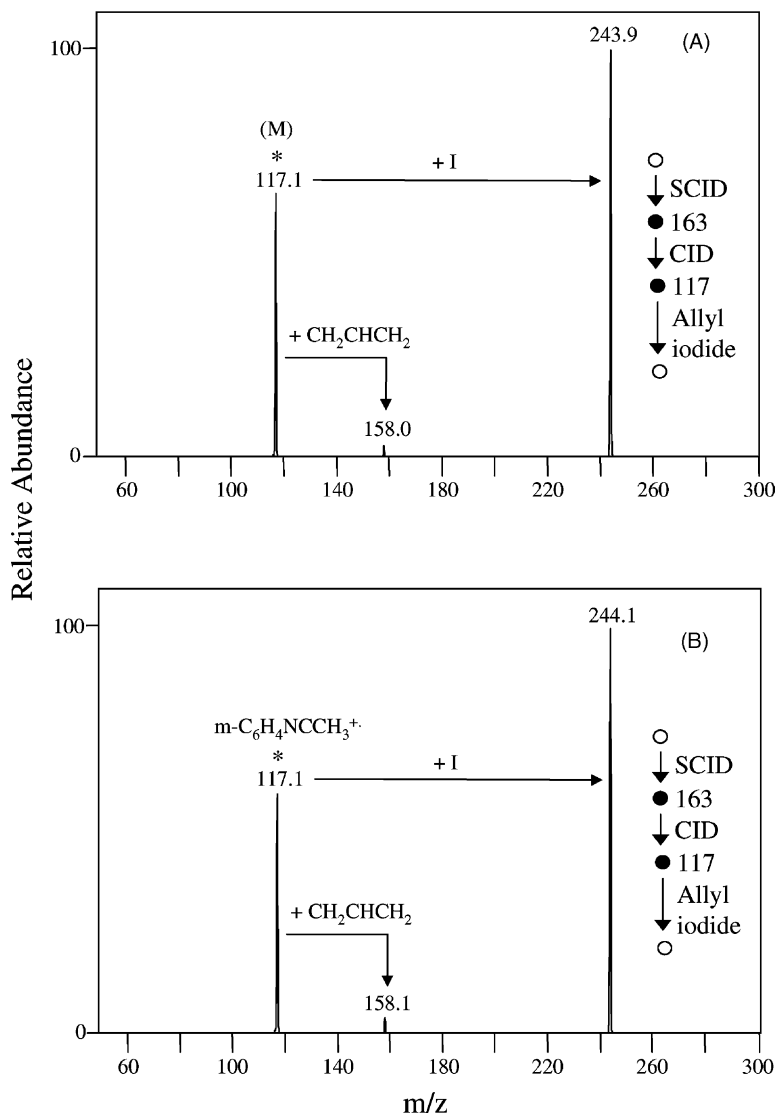 243.9
(A)
100
(M)
*
117.1
+ I
SCID
163
CID
117
Allyl
iodide
+ CH₂CHCH₂
158.0
0
60 100 140 180 220 260 300
Relative Abundance
244.1
(B)
100
m-C₆H₄NCCH₃⁺·
*
117.1
+ I
SCID
163
CID
117
Allyl
iodide
+ CH₂CHCH₂
158.1
0
60 100 140 180 220 260 300
m/z